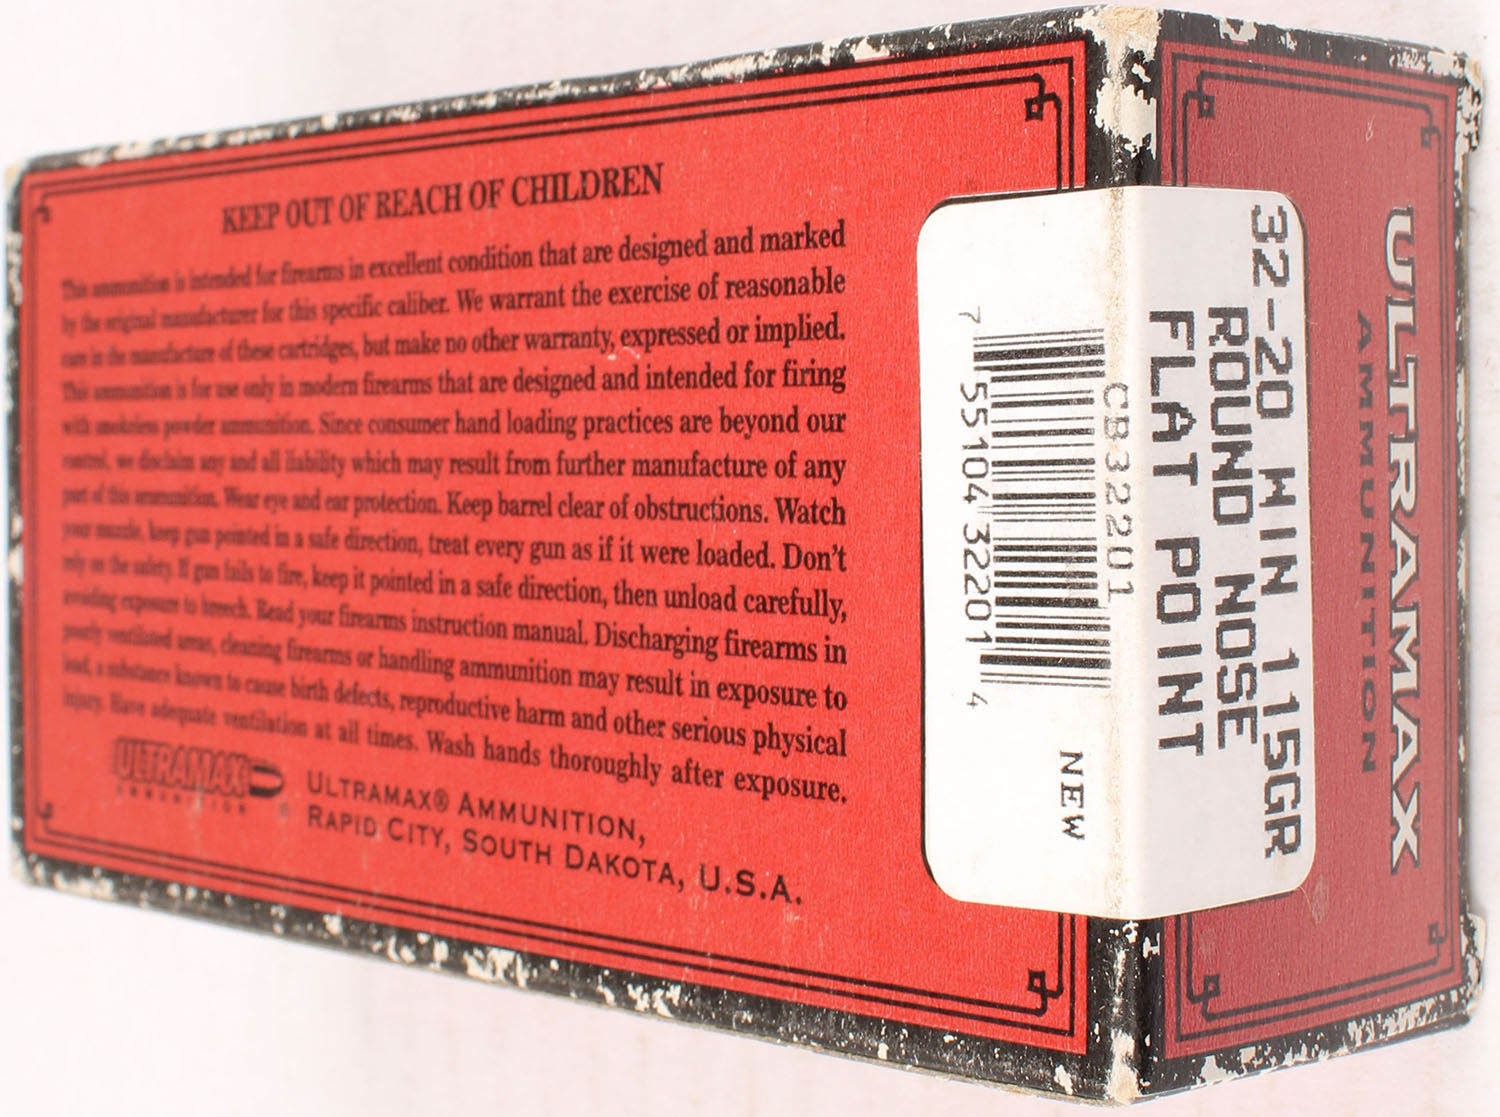 KEEP OUT OF REACH OF CHILDREN
This ammunition is intended for firearms in excellent condition that are designed and marked
by the original manufacturer for this specific caliber. We warrant the exercise of reasonable
care in the manufacture of these cartridges, but make no other warranty, expressed or implied.
This ammunition is for use only in modern firearms that are designed and intended for firing
with smokeless powder ammunition. Since consumer hand loading practices are beyond our
control, we disclaim any and all liability which may result from further manufacture of any
part of this ammunition. Wear eye and ear protection. Keep barrel clear of obstructions. Watch
your muzzle, keep gun pointed in a safe direction, treat every gun as if it were loaded. Don't
rely on the safety. If gun fails to fire, keep it pointed in a safe direction, then unload carefully,
avoiding exposure to breech. Read your firearms instruction manual. Discharging firearms in
poorly ventilated areas, cleaning firearms or handling ammunition may result in exposure to
lead, a substance known to cause birth defects, reproductive harm and other serious physical
injury. Have adequate ventilation at all times. Wash hands thoroughly after exposure.
ULTRAMAX
AMMUNITION
ULTRAMAX® AMMUNITION,
RAPID CITY, SOUTH DAKOTA, U.S.A.
ULTRAMAX
AMMUNITION
32-20 WIN 115GR
ROUND NOSE
FLAT POINT
CB32201
NEW
7 55104 32201 4